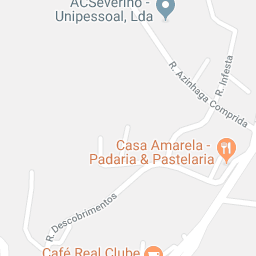 ACSeverino -
Unipessoal, Lda
R. Azinhaga Comprida
R. Infesta
Casa Amarela -
Padaria & Pastelaria
R. Descobrimentos
Café Real Clube